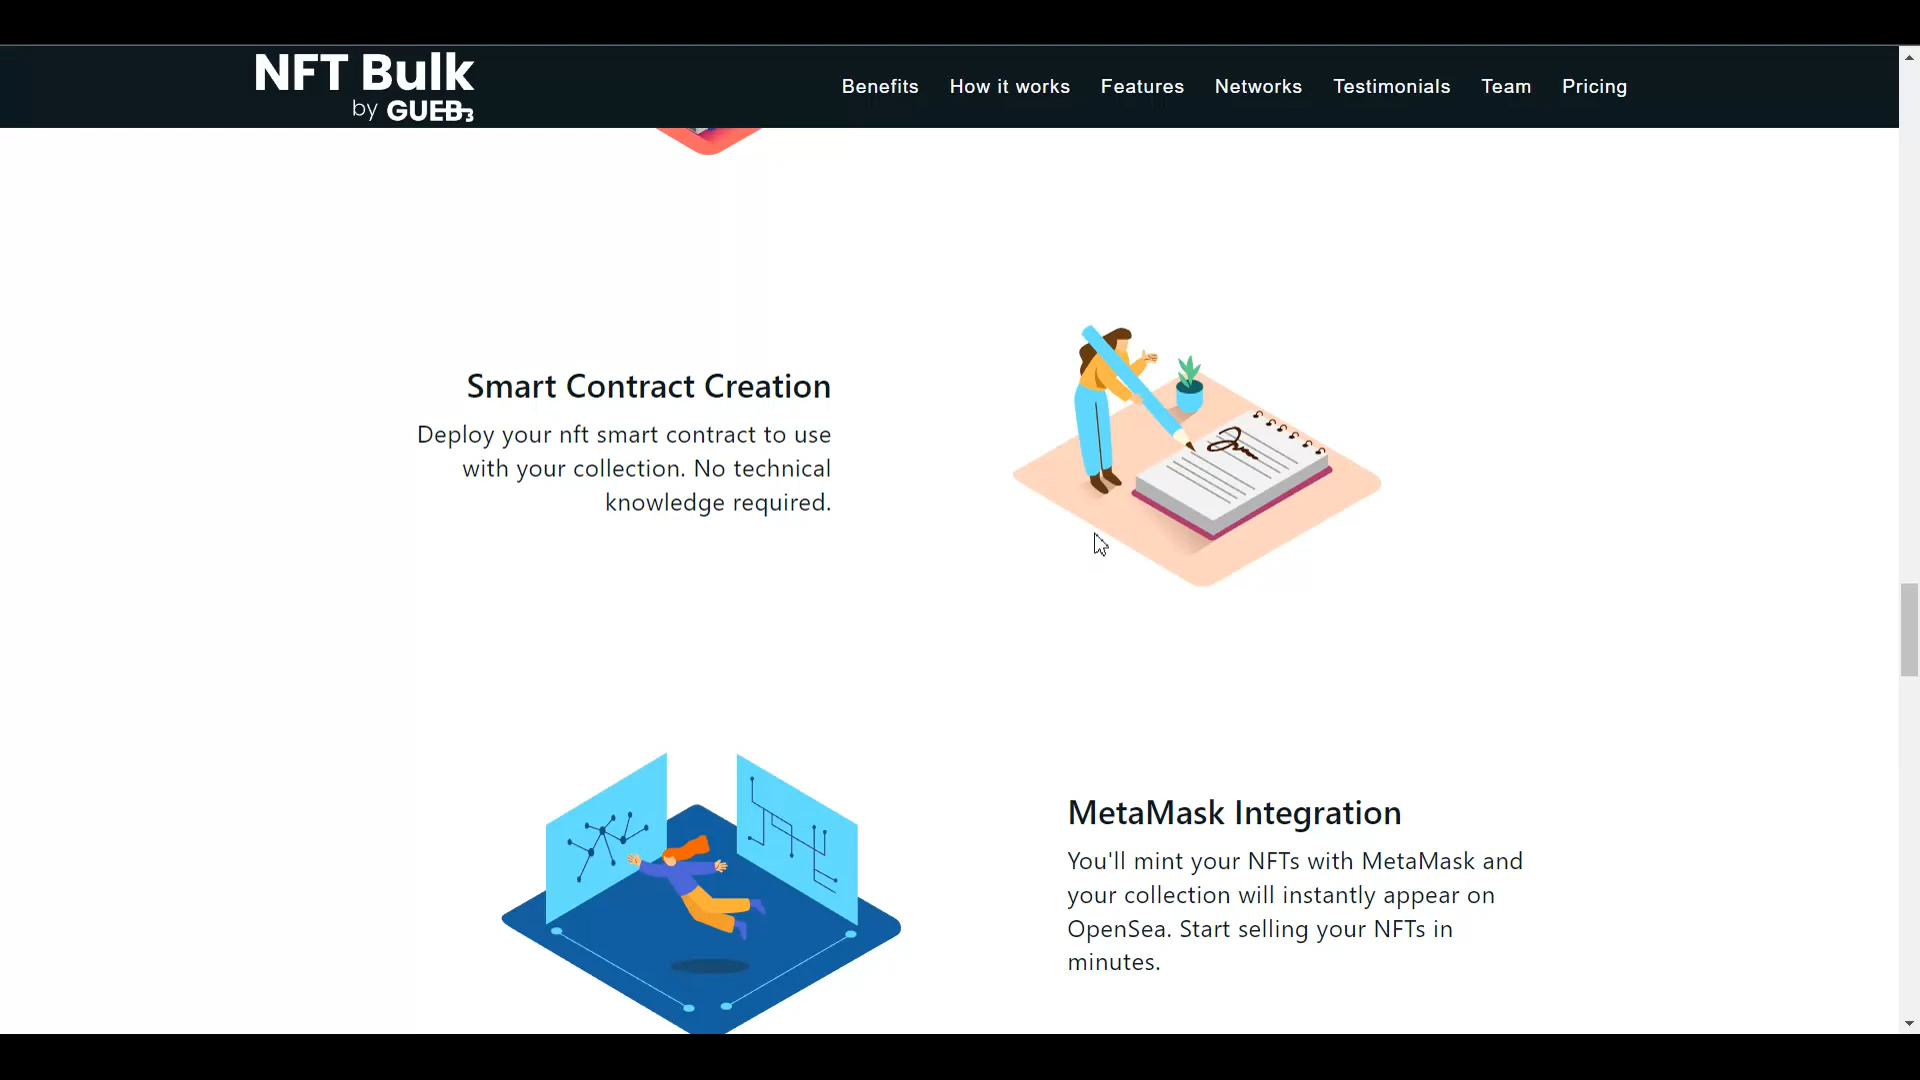 NFT Bulk
by GUEB3
Benefits How it works Features Networks Testimonials Team Pricing
Smart Contract Creation
Deploy your nft smart contract to use
with your collection. No technical
knowledge required.
MetaMask Integration
You'll mint your NFTs with MetaMask and
your collection will instantly appear on
OpenSea. Start selling your NFTs in
minutes.